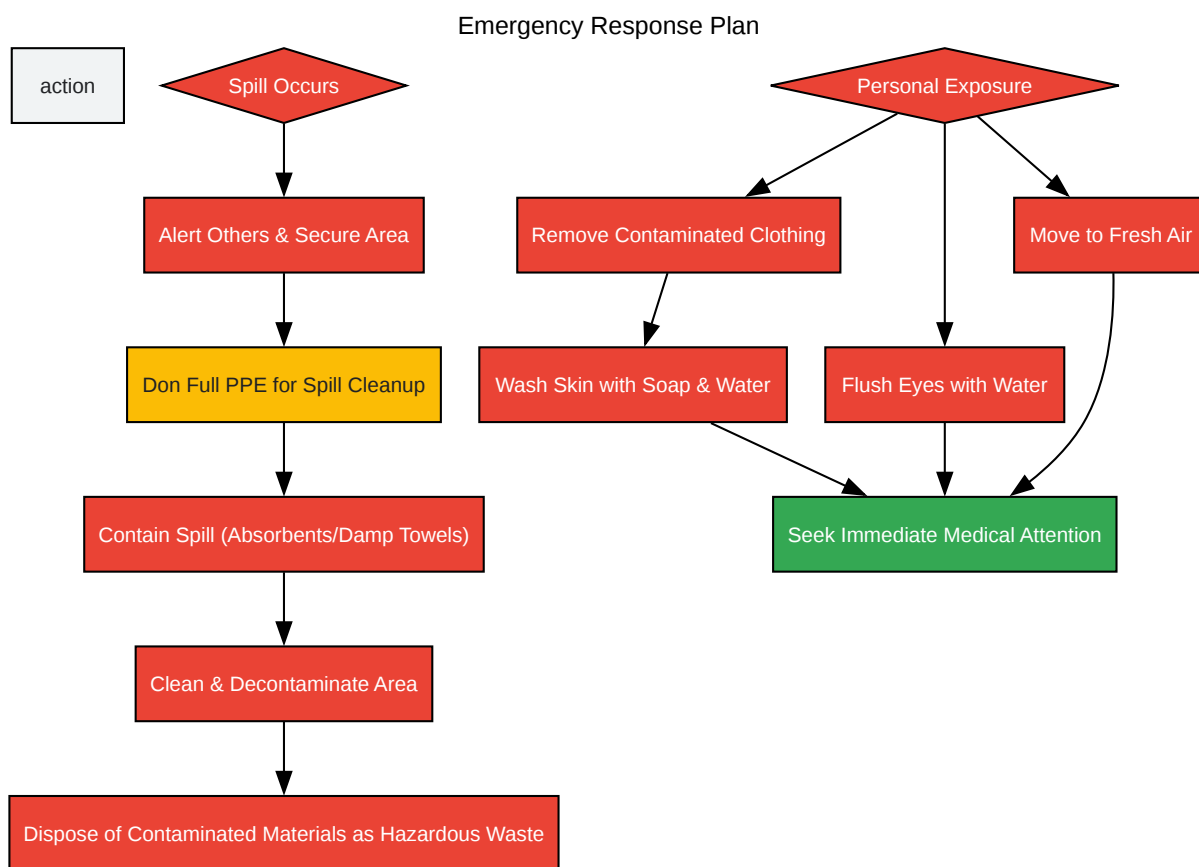 Emergency Response Plan
action
Spill Occurs
Personal Exposure
Alert Others & Secure Area
Remove Contaminated Clothing
Move to Fresh Air
Don Full PPE for Spill Cleanup
Wash Skin with Soap & Water
Flush Eyes with Water
Contain Spill (Absorbents/Damp Towels)
Seek Immediate Medical Attention
Clean & Decontaminate Area
Dispose of Contaminated Materials as Hazardous Waste